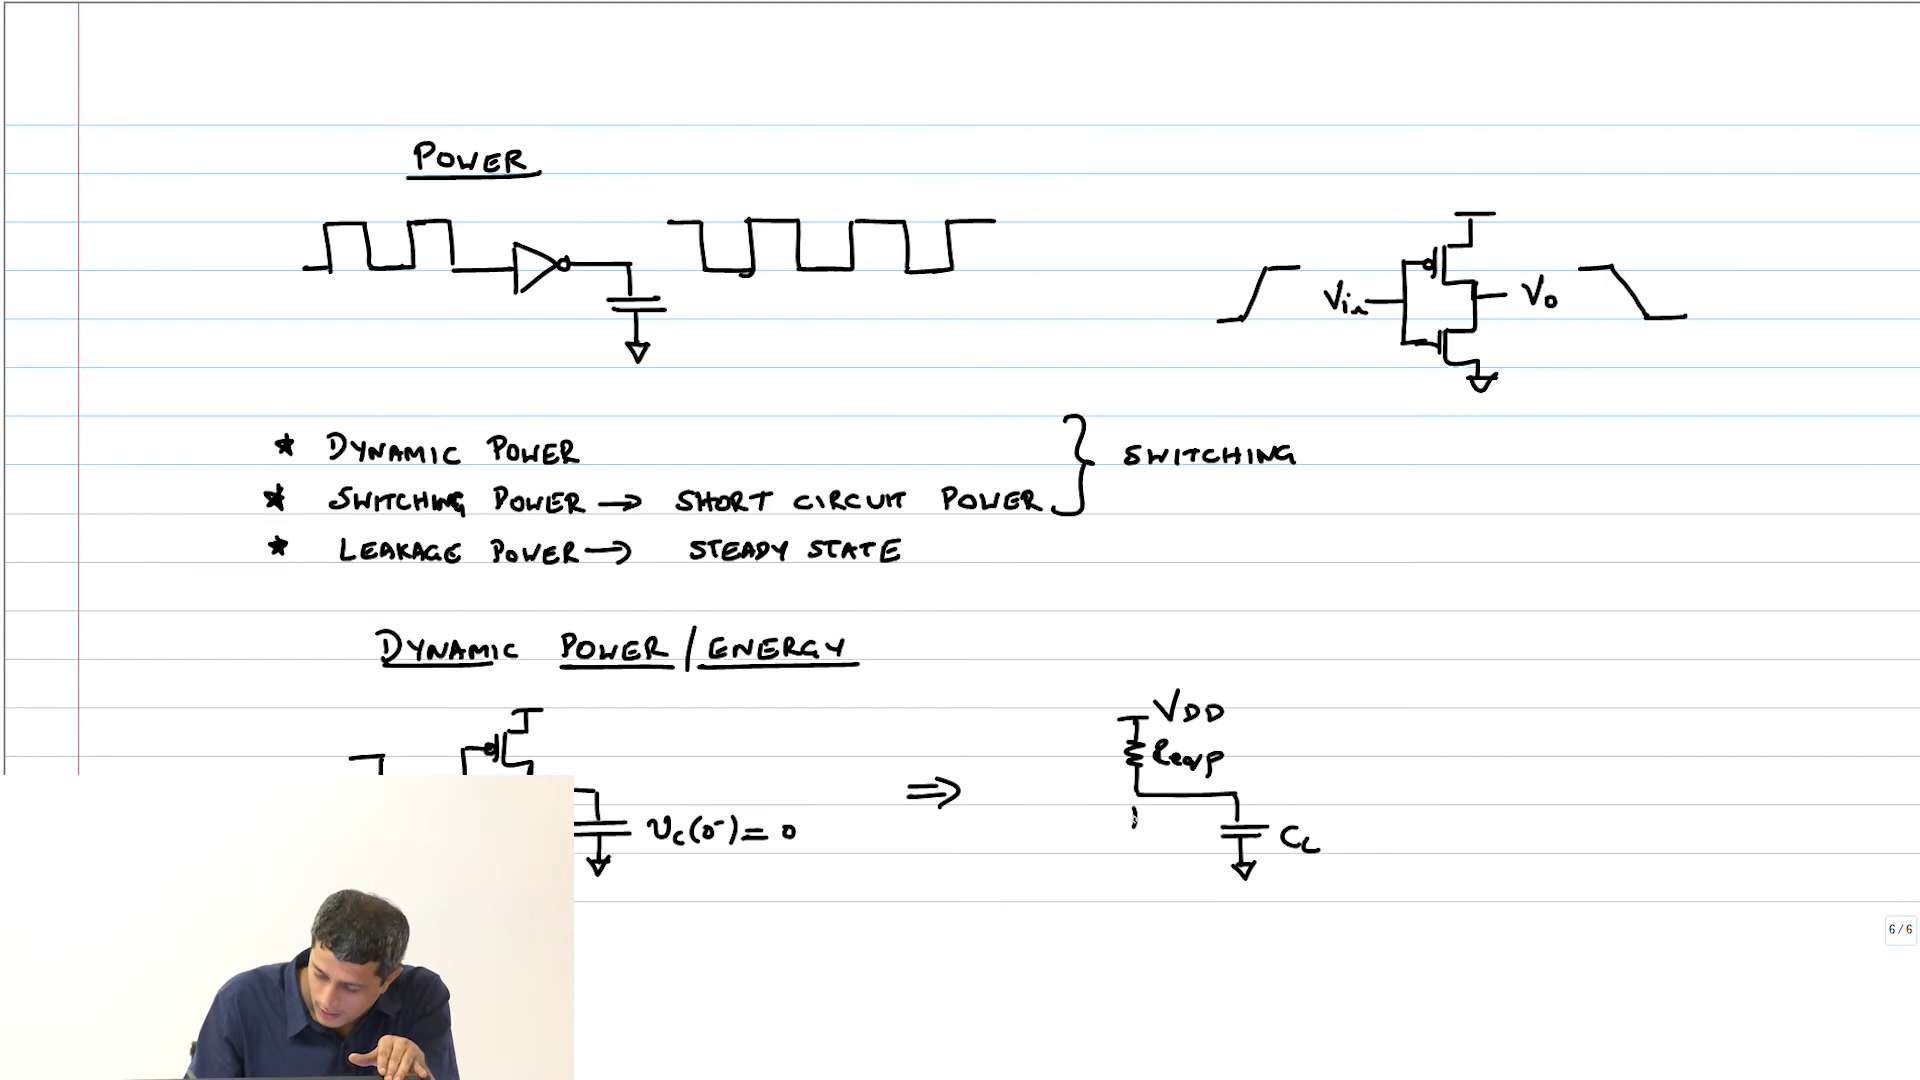 POWER
Vin
Vo
* DYNAMIC POWER
* SWITCHING POWER → SHORT CIRCUIT POWER } SWITCHING
* LEAKAGE POWER → STEADY STATE
DYNAMIC POWER / ENERGY
VDD
Reqp
⇒
vc(0-) = 0
CL
6/6